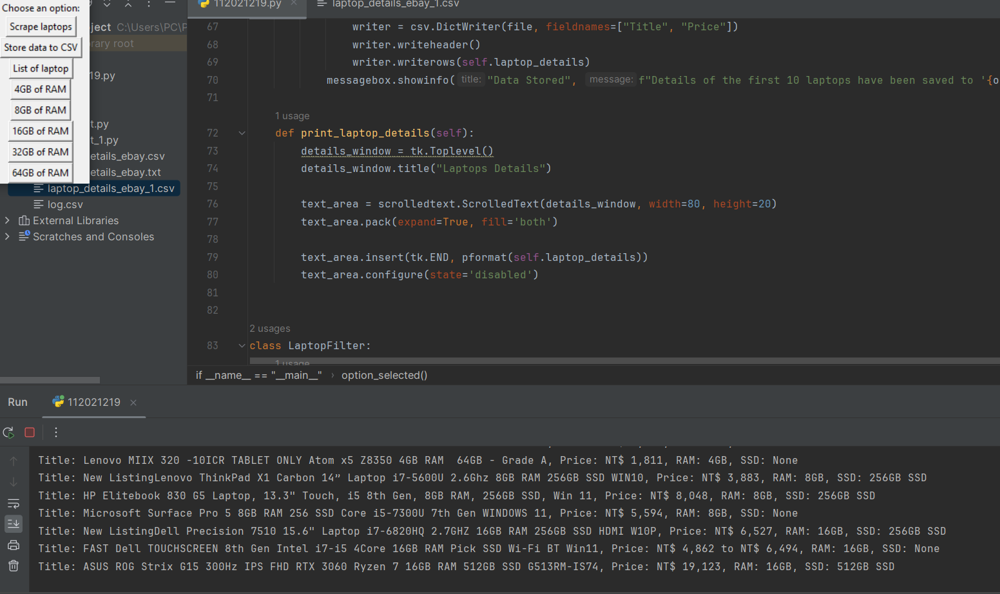 Choose an option:
Scrape laptops
Store data to CSV
List of laptop
4GB of RAM
8GB of RAM
16GB of RAM
32GB of RAM
64GB of RAM
ject C:\Users\PC\P
rary root
19.py
t.py
t_1.py
etails_ebay.csv
etails_ebay.txt
laptop_details_ebay_1.csv
log.csv
External Libraries
Scratches and Consoles
112021219.py
laptop_details_ebay_1.csv
67 writer = csv.DictWriter(file, fieldnames=["Title", "Price"])
68 writer.writeheader()
69 writer.writerows(self.laptop_details)
70 messagebox.showinfo( title: "Data Stored", message: f"Details of the first 10 laptops have been saved to '{o
71
1 usage
72 def print_laptop_details(self):
73 details_window = tk.Toplevel()
74 details_window.title("Laptops Details")
75
76 text_area = scrolledtext.ScrolledText(details_window, width=80, height=20)
77 text_area.pack(expand=True, fill='both')
78
79 text_area.insert(tk.END, pformat(self.laptop_details))
80 text_area.configure(state='disabled')
81
82
2 usages
83 class LaptopFilter:
1 usage
if __name__ == "__main__" › option_selected()
Run 112021219
Title: Lenovo MIIX 320 -10ICR TABLET ONLY Atom x5 Z8350 4GB RAM  64GB - Grade A, Price: NT$ 1,811, RAM: 4GB, SSD: None
Title: New ListingLenovo ThinkPad X1 Carbon 14” Laptop i7-5600U 2.6Ghz 8GB RAM 256GB SSD WIN10, Price: NT$ 3,883, RAM: 8GB, SSD: 256GB SSD
Title: HP Elitebook 830 G5 Laptop, 13.3" Touch, i5 8th Gen, 8GB RAM, 256GB SSD, Win 11, Price: NT$ 8,048, RAM: 8GB, SSD: 256GB SSD
Title: Microsoft Surface Pro 5 8GB RAM 256 SSD Core i5-7300U 7th Gen WINDOWS 11, Price: NT$ 5,594, RAM: 8GB, SSD: None
Title: New ListingDell Precision 7510 15.6" Laptop i7-6820HQ 2.7GHZ 16GB RAM 256GB SSD HDMI W10P, Price: NT$ 6,527, RAM: 16GB, SSD: 256GB SSD
Title: FAST Dell TOUCHSCREEN 8th Gen Intel i7-i5 4Core 16GB RAM Pick SSD Wi-Fi BT Win11, Price: NT$ 4,862 to NT$ 6,494, RAM: 16GB, SSD: None
Title: ASUS ROG Strix G15 300Hz IPS FHD RTX 3060 Ryzen 7 16GB RAM 512GB SSD G513RM-IS74, Price: NT$ 19,123, RAM: 16GB, SSD: 512GB SSD